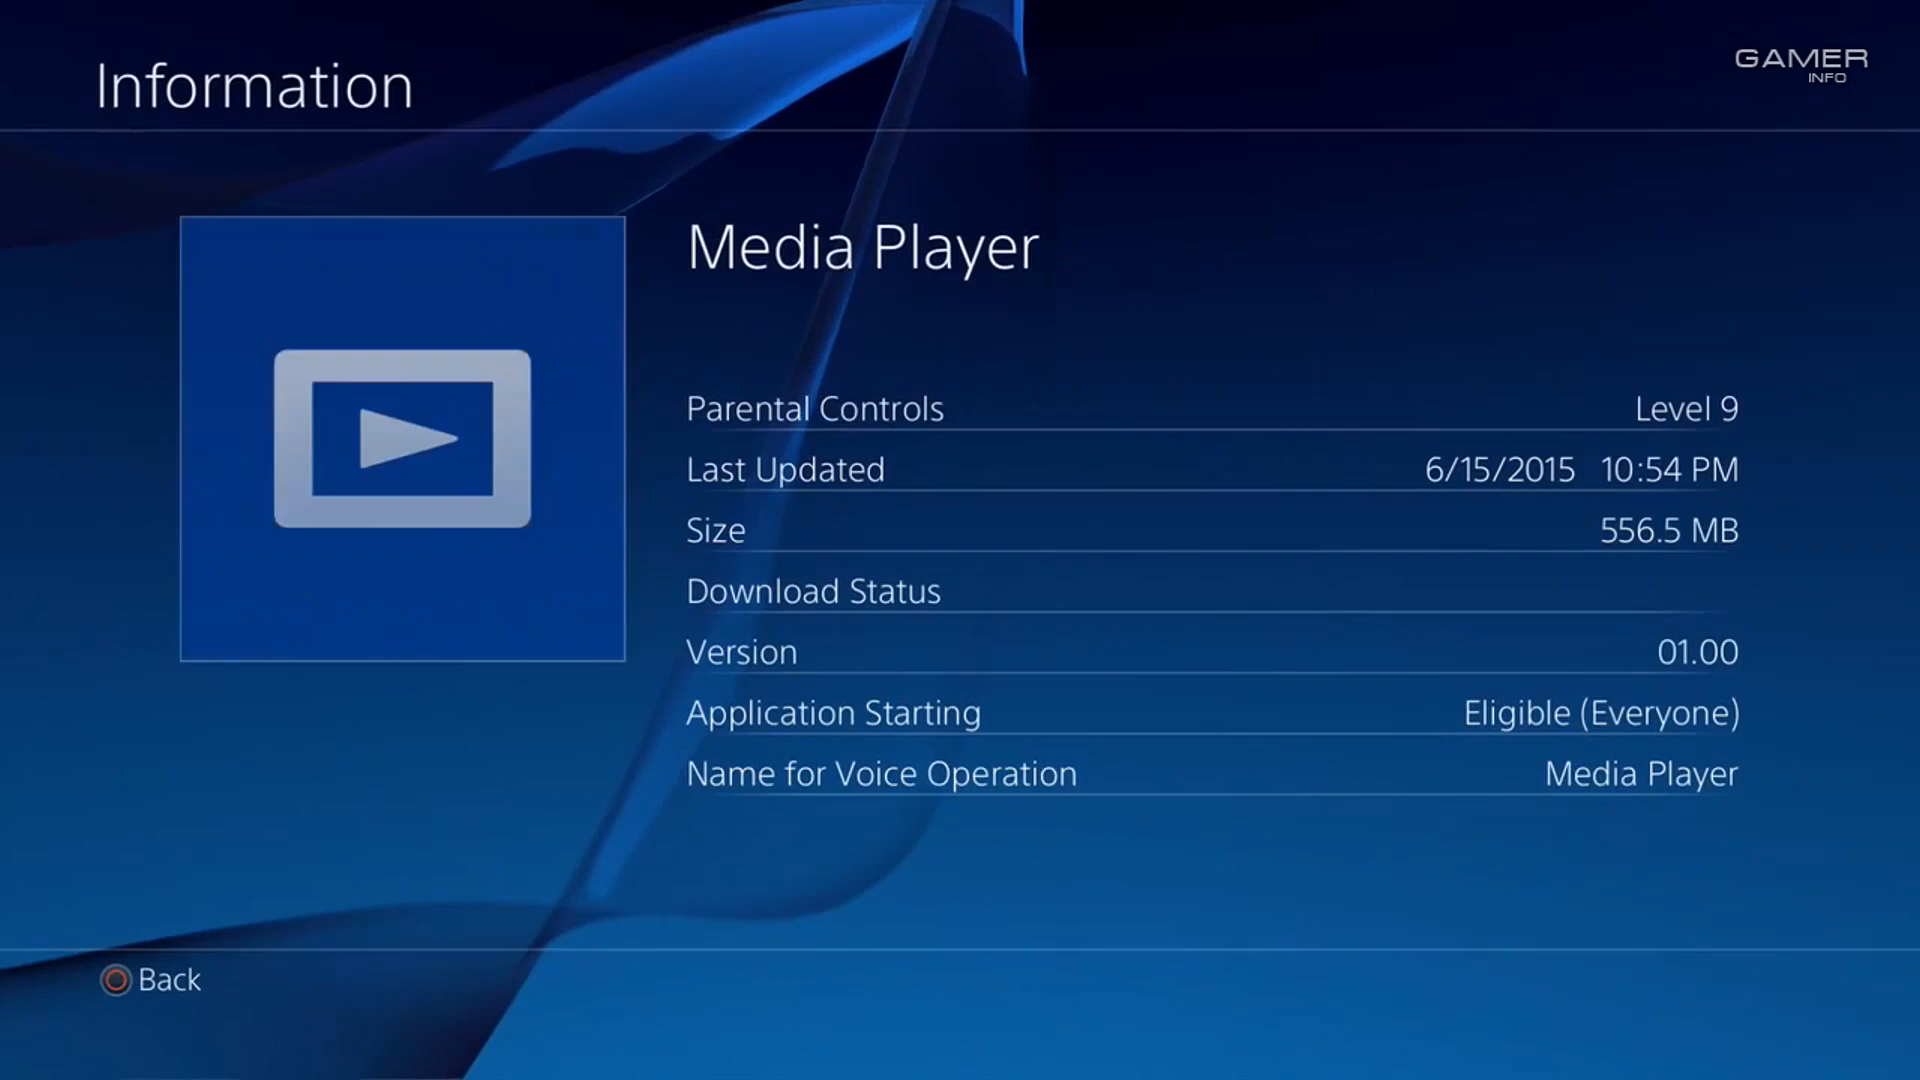 Information
GAMER
INFO
Media Player
Parental Controls Level 9
Last Updated 6/15/2015 10:54 PM
Size 556.5 MB
Download Status
Version 01.00
Application Starting Eligible (Everyone)
Name for Voice Operation Media Player
Back